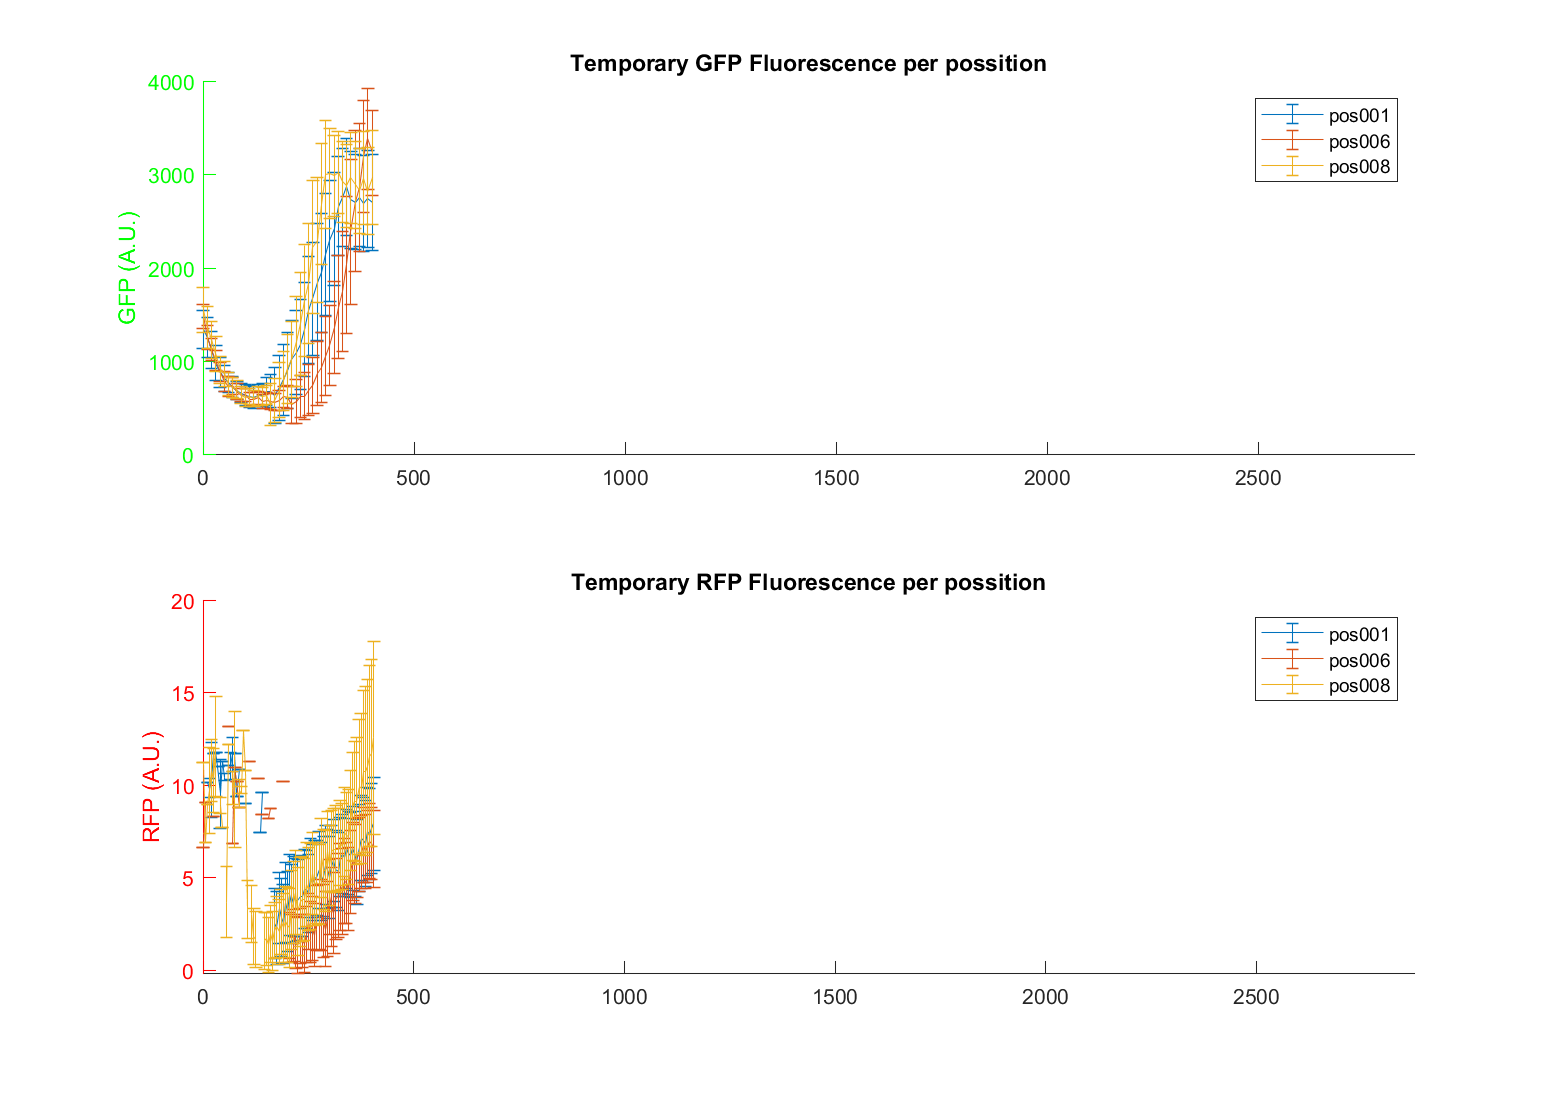 Temporary GFP Fluorescence per possition
4000
3000
2000
1000
0
GFP (A.U.)
pos001
pos006
pos008
0 500 1000 1500 2000 2500
Temporary RFP Fluorescence per possition
20
15
10
5
0
RFP (A.U.)
pos001
pos006
pos008
0 500 1000 1500 2000 2500